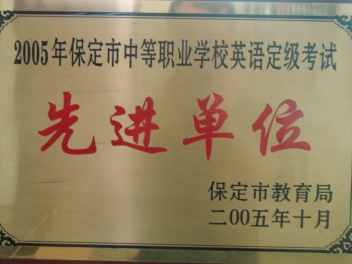 2005年保定市中等职业学校英语定级考试
先进单位
保定市教育局
二00五年十月